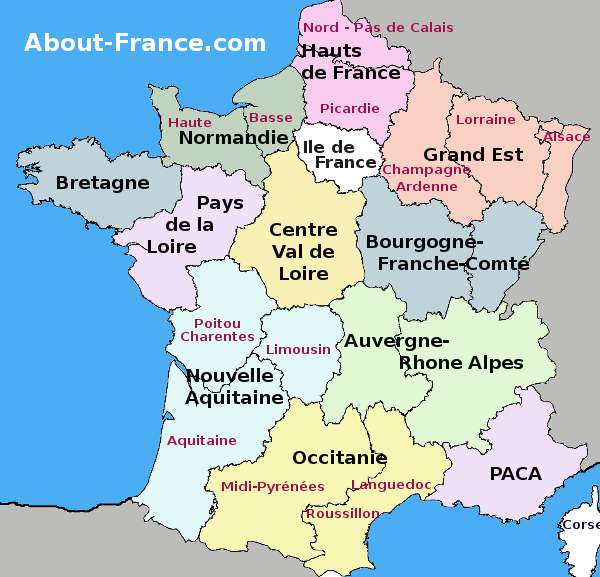 About-France.com
Nord - Pas de Calais
Hauts
de France
Picardie
Haute
Basse
Normandie
Ile de
France
Lorraine
Alsace
Grand Est
Champagne
Ardenne
Bretagne
Pays
de la
Loire
Centre
Val de
Loire
Bourgogne-
Franche-Comté
Poitou
Charentes
Limousin
Auvergne-
Rhone Alpes
Nouvelle
Aquitaine
Aquitaine
Occitanie
Midi-Pyrénées
Languedoc
Roussillon
PACA
Corse